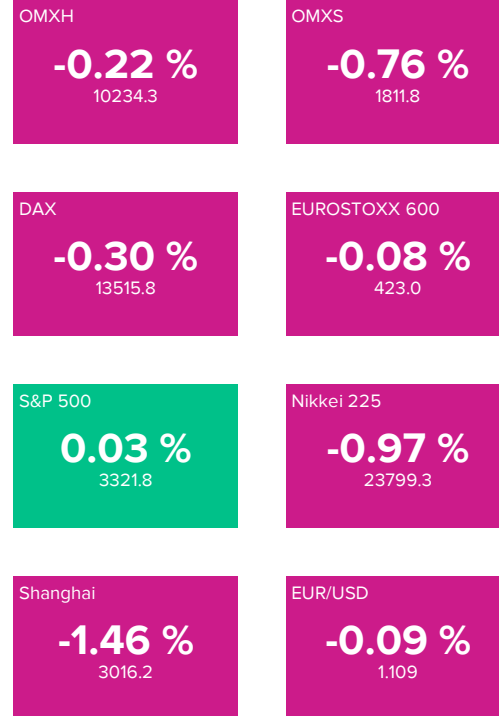 OMXH
-0.22 %
10234.3
OMXS
-0.76 %
1811.8
DAX
-0.30 %
13515.8
EUROSTOXX 600
-0.08 %
423.0
S&P 500
0.03 %
3321.8
Nikkei 225
-0.97 %
23799.3
Shanghai
-1.46 %
3016.2
EUR/USD
-0.09 %
1.109